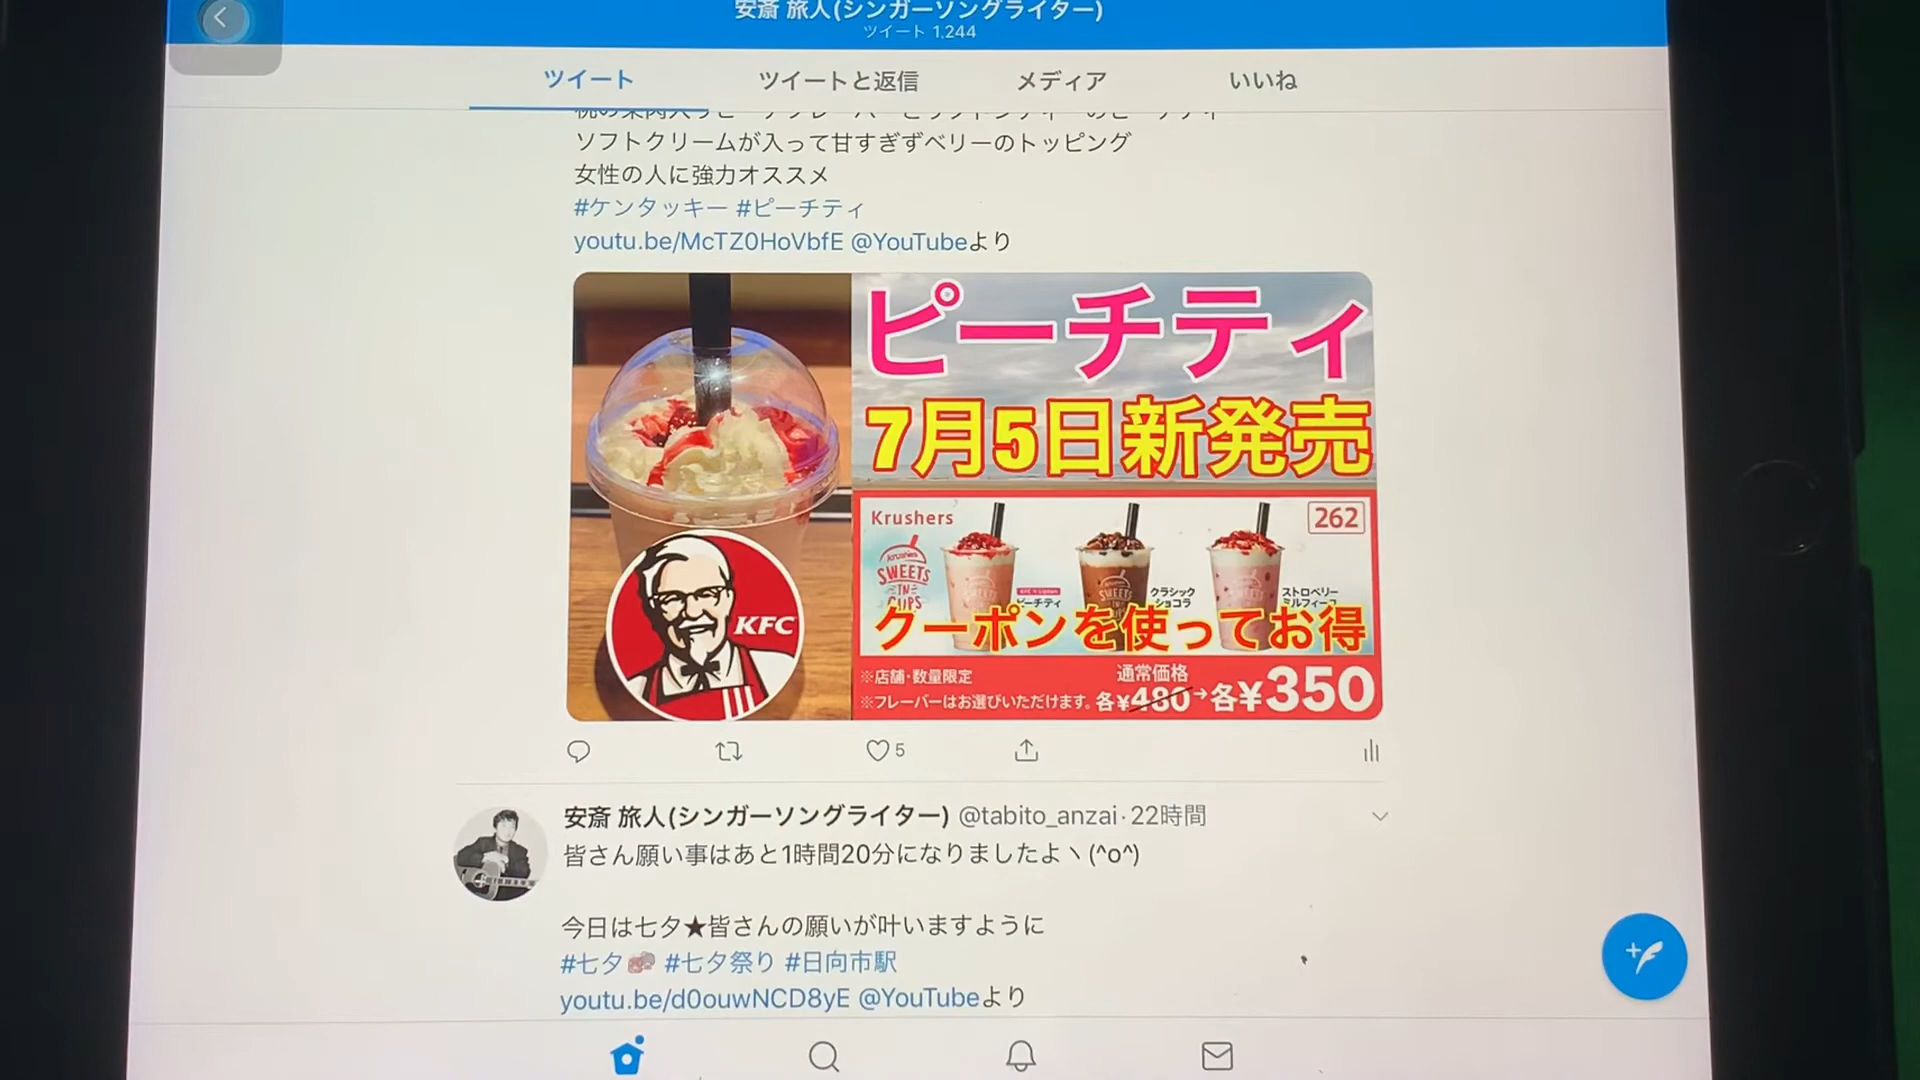 安斎 旅人(シンガーソングライター)
ツイート 1,244
ツイート ツイートと返信 メディア いいね
ソフトクリームが入って甘すぎずベリーのトッピング
女性の人に強力オススメ
#ケンタッキー #ピーチティ
youtu.be/McTZ0HoVbfE @YouTubeより
ピーチティ
7月5日新発売
Krushers
262
Krushers
SWEETS
IN
CUPS
KFC × Lipton
ピーチティ
クラシック
ショコラ
ストロベリー
ミルフィーユ
クーポンを使ってお得
KFC
※店舗・数量限定
通常価格
※フレーバーはお選びいただけます。各¥480→各¥350
5
安斎 旅人(シンガーソングライター) @tabito_anzai・22時間
皆さん願い事はあと1時間20分になりましたよヽ(^o^)
今日は七夕★皆さんの願いが叶いますように
#七夕 #七夕祭り #日向市駅
youtu.be/d0ouwNCD8yE @YouTubeより